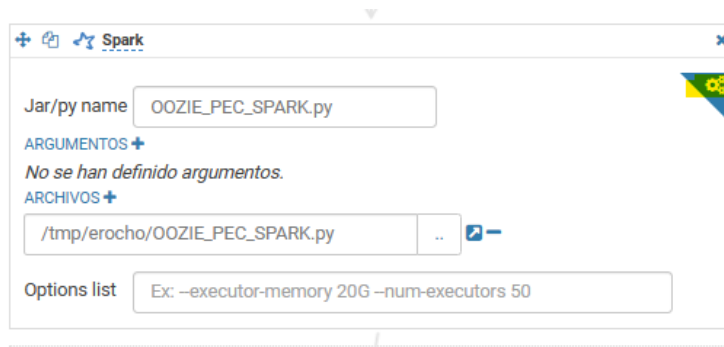 Spark
Jar/py name OOZIE_PEC_SPARK.py
ARGUMENTOS +
No se han definido argumentos.
ARCHIVOS +
/tmp/erocho/OOZIE_PEC_SPARK.py ..
Options list Ex: --executor-memory 20G --num-executors 50